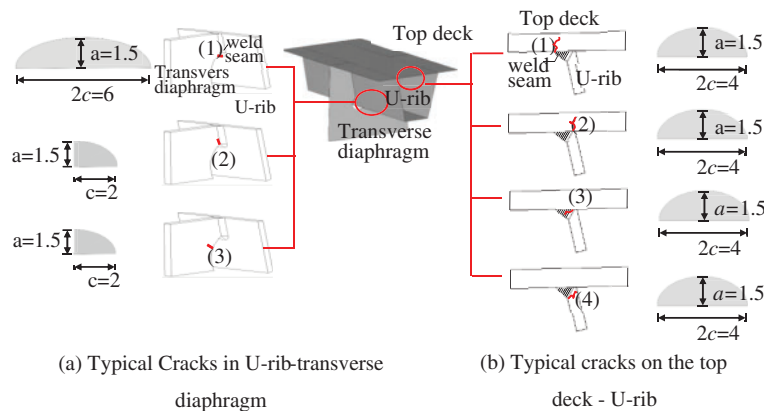 a=1.5
2c=6
(1)
weld
seam
Transvers
diaphragm
U-rib
a=1.5
c=2
(2)
a=1.5
c=2
(3)
Top deck
U-rib
Transverse
diaphragm
Top deck
(1)
weld
seam
U-rib
a=1.5
2c=4
(2)
a=1.5
2c=4
(3)
a=1.5
2c=4
(4)
a=1.5
2c=4
(a) Typical Cracks in U-rib-transverse
diaphragm
(b) Typical cracks on the top
deck - U-rib